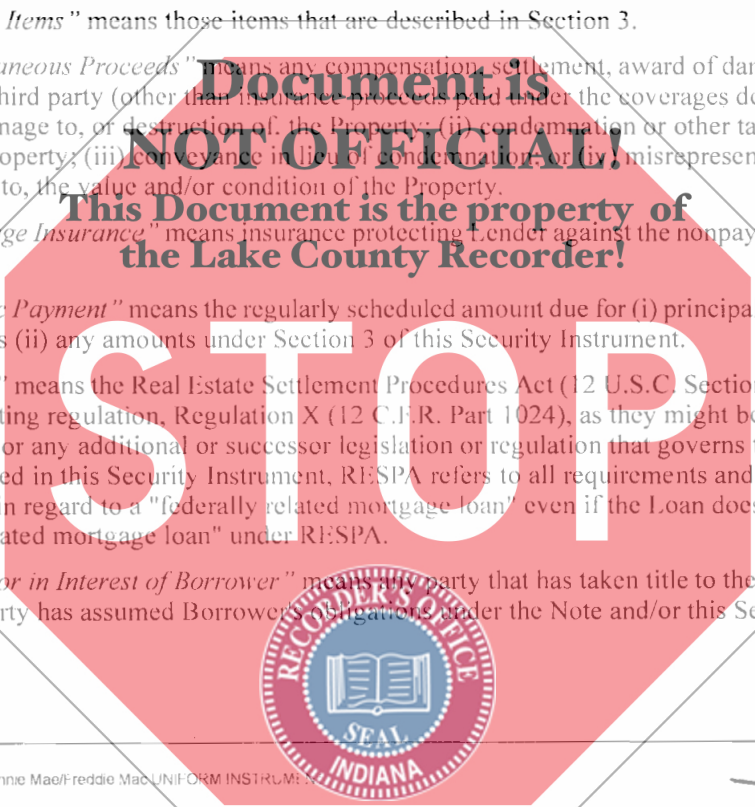 Items" means those items that are described in Section 3.
aneous Proceeds" means any compensation, settlement, award of dam
hird party (other than insurance proceeds paid under the coverages de
mage to, or destruction of, the Property; (ii) condemnation or other ta
operty; (iii) conveyance in lieu of condemnation; or (iv) misrepresen
to, the value and/or condition of the Property.
ge Insurance" means insurance protecting Lender against the nonpay
Payment" means the regularly scheduled amount due for (i) principa
s (ii) any amounts under Section 3 of this Security Instrument.
" means the Real Estate Settlement Procedures Act (12 U.S.C. Section
ting regulation, Regulation X (12 C.F.R. Part 1024), as they might be
or any additional or successor legislation or regulation that governs
ed in this Security Instrument, RESPA refers to all requirements and
in regard to a "federally related mortgage loan" even if the Loan does
ated mortgage loan" under RESPA.
or in Interest of Borrower" means any party that has taken title to the
rty has assumed Borrower's obligations under the Note and/or this Se
nnie Mae/Freddie Mac UNIFORM INSTRUMEN
Document is
NOT OFFICIAL!
This Document is the property of
the Lake County Recorder!
STOP
RECORDER'S OFFICE
SEAL
INDIANA